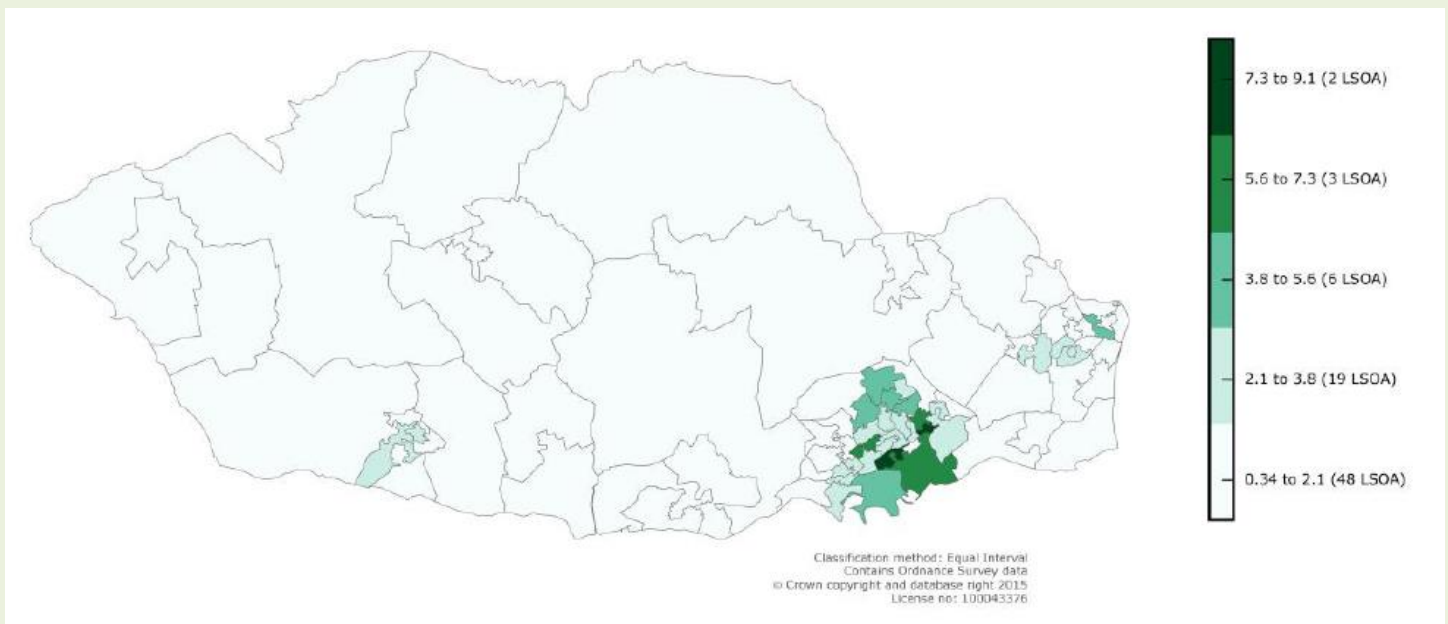 7.3 to 9.1 (2 LSOA)
5.6 to 7.3 (3 LSOA)
3.8 to 5.6 (6 LSOA)
2.1 to 3.8 (19 LSOA)
0.34 to 2.1 (48 LSOA)
Classification method: Equal Interval
Contains Ordnance Survey data
© Crown copyright and database right 2015
License no: 100043376